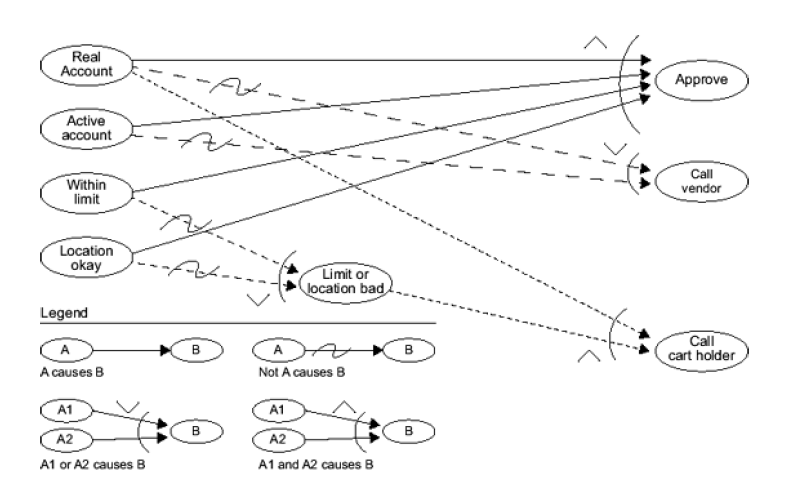 Real
Account
Approve
Active
account
Call
vendor
Within
limit
Location
okay
Limit or
location bad
Legend
Call
cart holder
A
B
A
B
A causes B
Not A causes B
A1
A2
B
A1
A2
B
A1 or A2 causes B
A1 and A2 causes B